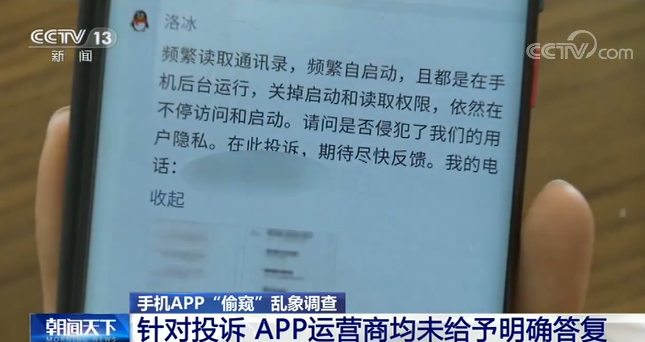 CCTV 13
新闻
CCTV.com
洛冰
频繁读取通讯录，频繁自启动，且都是在手
机后台运行，关掉启动和读取权限，依然在
不停访问和启动。请问是否侵犯了我们的用
户隐私。在此投诉，期待尽快反馈。我的电
话：
收起
手机APP“偷窥”乱象调查
朝闻天下
针对投诉 APP运营商均未给予明确答复